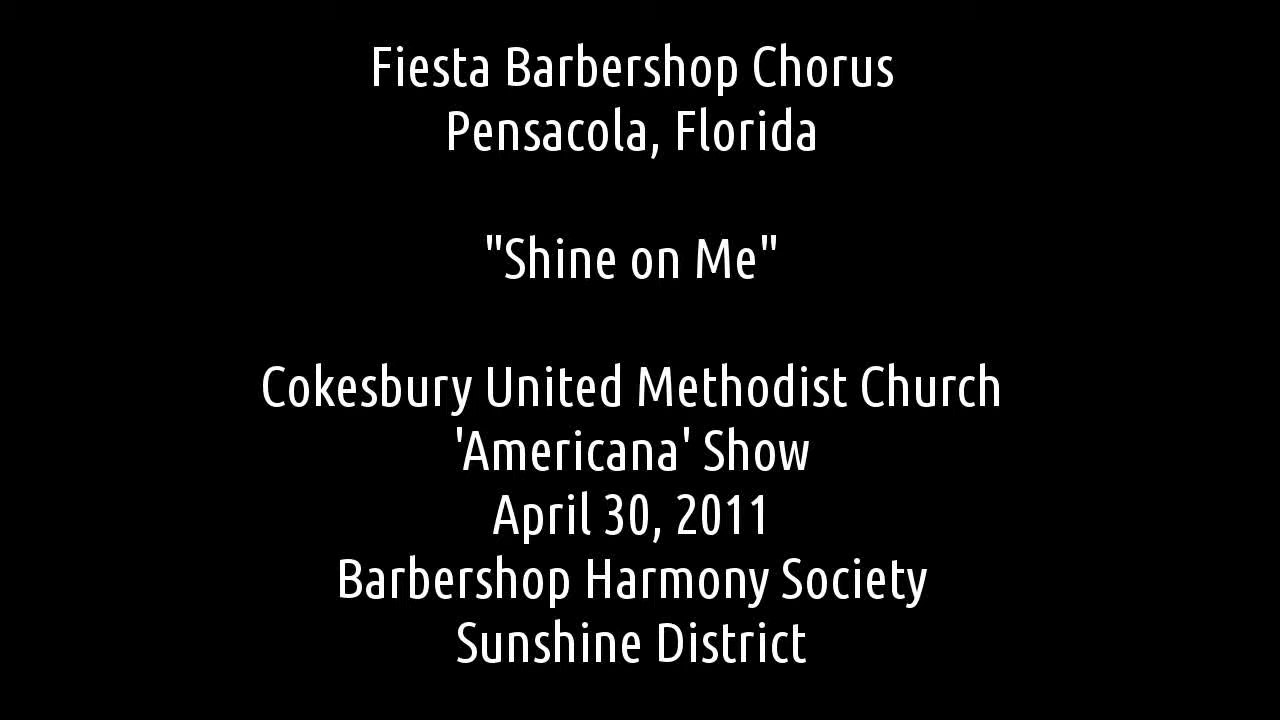 Fiesta Barbershop Chorus
Pensacola, Florida
"Shine on Me"
Cokesbury United Methodist Church
'Americana' Show
April 30, 2011
Barbershop Harmony Society
Sunshine District